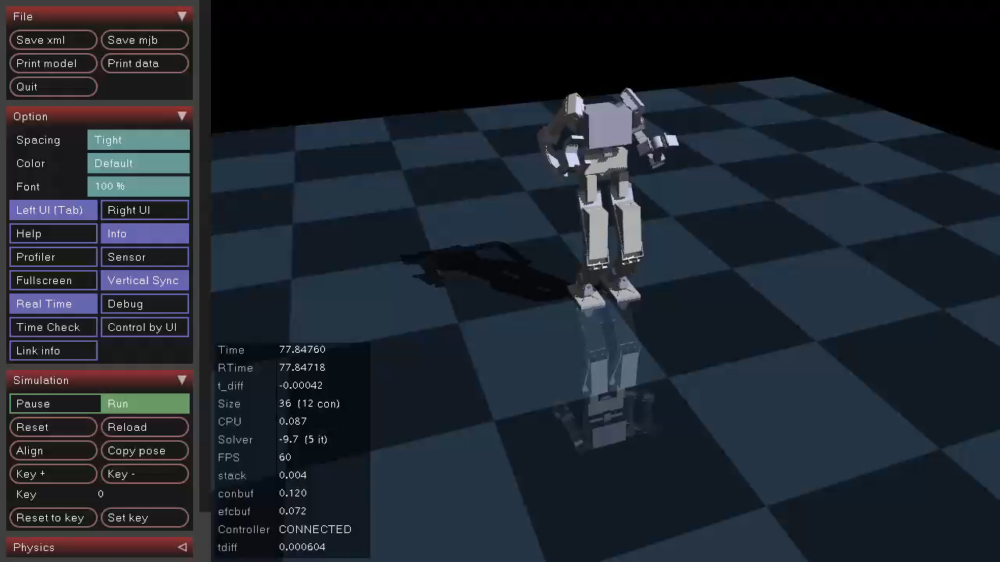 File
Save xml Save mjb
Print model Print data
Quit
Option
Spacing Tight
Color Default
Font 100 %
Left UI (Tab) Right UI
Help Info
Profiler Sensor
Fullscreen Vertical Sync
Real Time Debug
Time Check Control by UI
Link info
Simulation
Pause Run
Reset Reload
Align Copy pose
Key + Key -
Key 0
Reset to key Set key
Physics
Time 77.84760
RTime 77.84718
t_diff -0.00042
Size 36 (12 con)
CPU 0.087
Solver -9.7 (5 it)
FPS 60
stack 0.004
conbuf 0.120
efcbuf 0.072
Controller CONNECTED
tdiff 0.000604